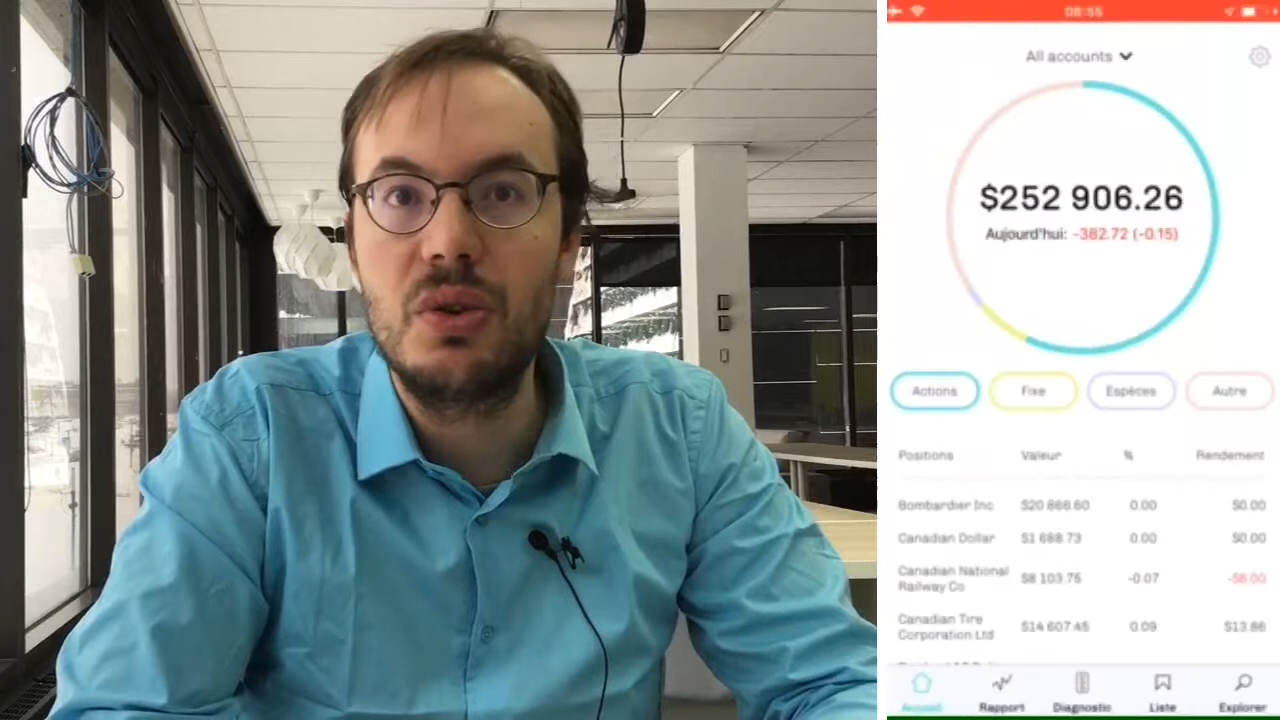 08:55
All accounts
$252 906.26
Aujourd'hui: -382.72 (-0.15)
Actions Fixe Espèces Autre
Positions Valeur % Rendement
Bombardier Inc $20 866.60 0.00 $0.00
Canadian Dollar $1 688.73 0.00 $0.00
Canadian National
Railway Co $8 103.75 -0.07 -$6.00
Canadian Tire
Corporation Ltd $14 607.45 0.09 $13.86
Accueil Rapport Diagnostic Liste Explorer